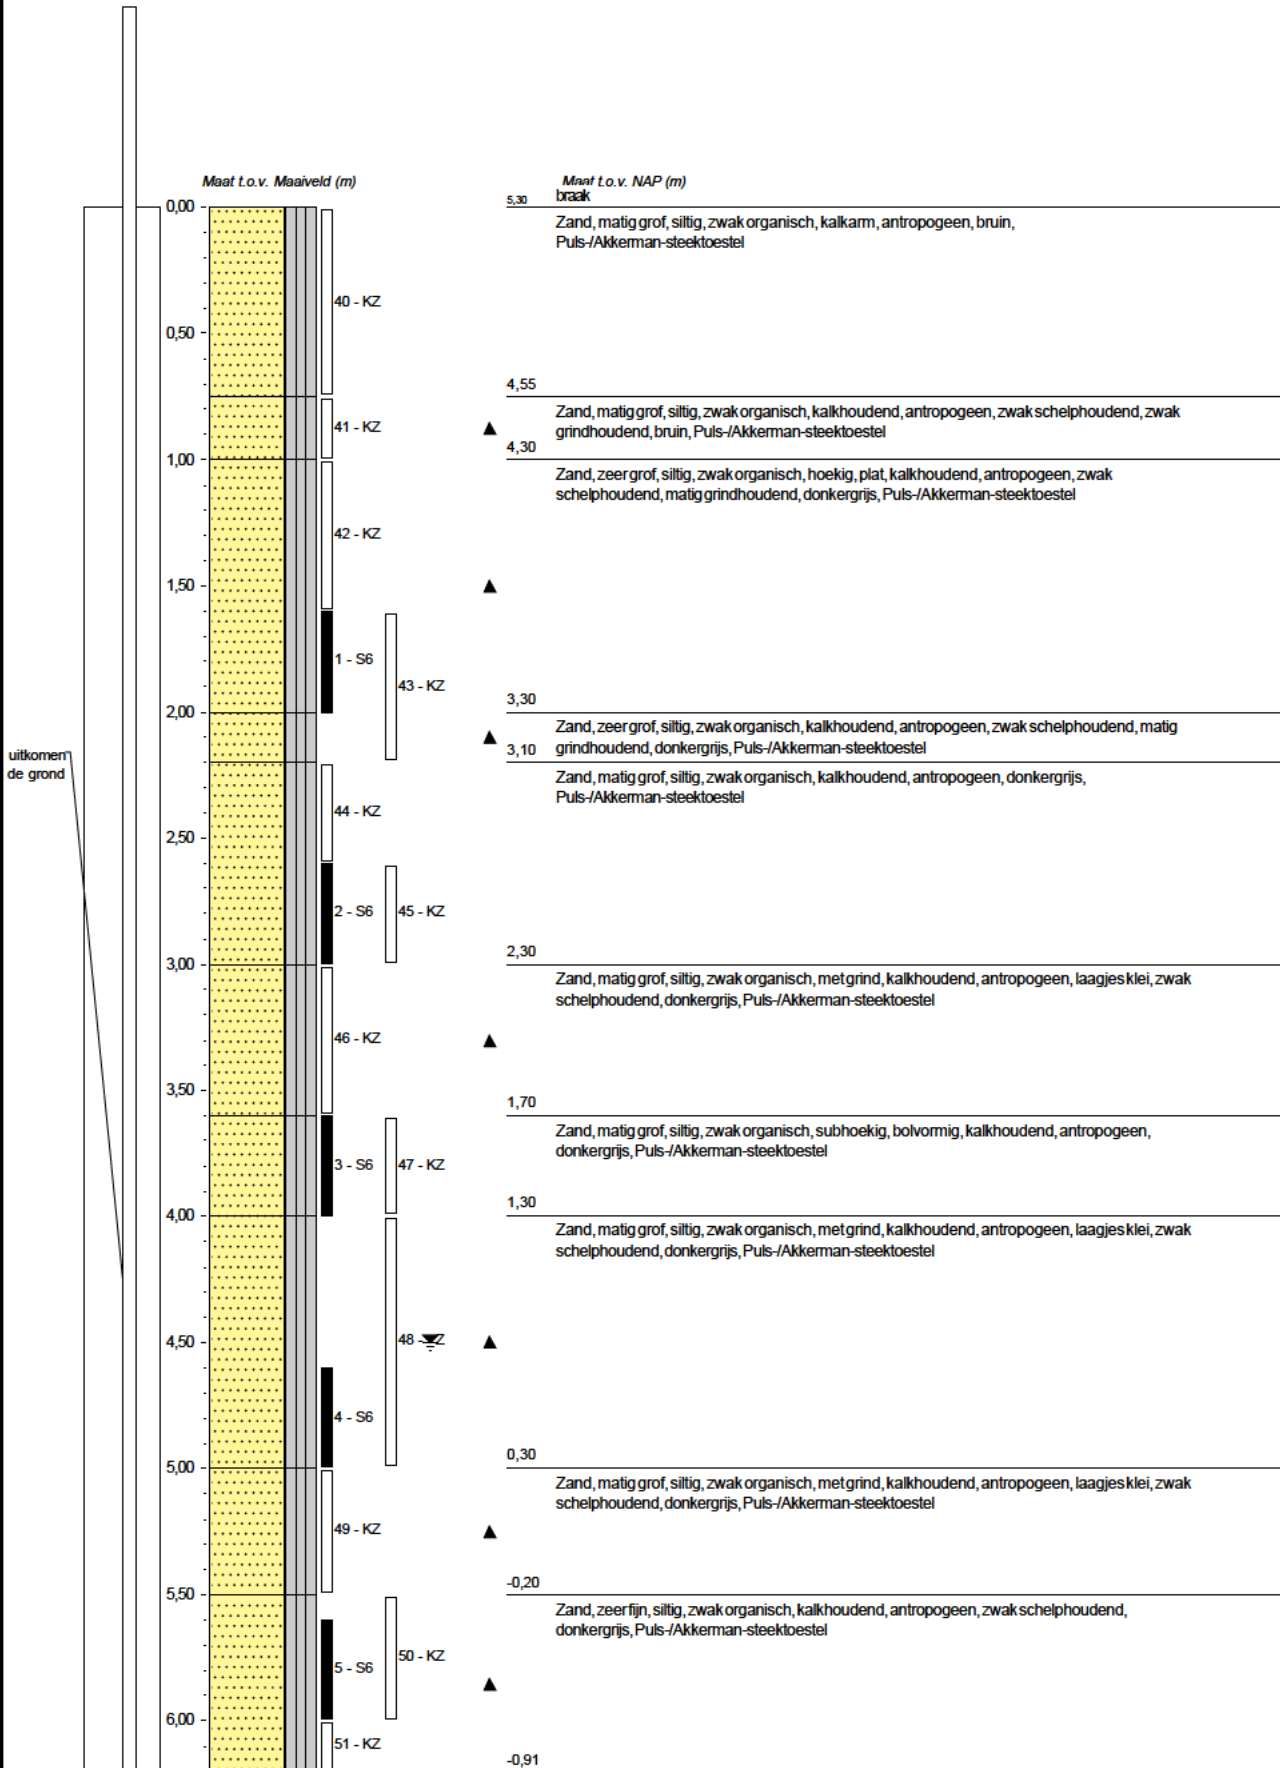 Maat t.o.v. Maaiveld (m)
Maat t.o.v. NAP (m)
braak
0,00
5,30
Zand, matig grof, siltig, zwak organisch, kalkarm, antropogeen, bruin,
Puls-/Akkerman-steektoestel
40 - KZ
0,50
4,55
Zand, matig grof, siltig, zwak organisch, kalkhoudend, antropogeen, zwak schelphoudend, zwak
grindhoudend, bruin, Puls-/Akkerman-steektoestel
41 - KZ
4,30
1,00
Zand, zeer grof, siltig, zwak organisch, hoekig, plat, kalkhoudend, antropogeen, zwak
schelphoudend, matig grindhoudend, donkergrijs, Puls-/Akkerman-steektoestel
42 - KZ
1,50
1 - S6
43 - KZ
3,30
2,00
Zand, zeer grof, siltig, zwak organisch, kalkhoudend, antropogeen, zwak schelphoudend, matig
grindhoudend, donkergrijs, Puls-/Akkerman-steektoestel
3,10
uitkomen
de grond
Zand, matig grof, siltig, zwak organisch, kalkhoudend, antropogeen, donkergrijs,
Puls-/Akkerman-steektoestel
44 - KZ
2,50
2 - S6
45 - KZ
2,30
3,00
Zand, matig grof, siltig, zwak organisch, met grind, kalkhoudend, antropogeen, laagjes klei, zwak
schelphoudend, donkergrijs, Puls-/Akkerman-steektoestel
46 - KZ
3,50
1,70
Zand, matig grof, siltig, zwak organisch, subhoekig, bolvormig, kalkhoudend, antropogeen,
donkergrijs, Puls-/Akkerman-steektoestel
3 - S6
47 - KZ
1,30
4,00
Zand, matig grof, siltig, zwak organisch, met grind, kalkhoudend, antropogeen, laagjes klei, zwak
schelphoudend, donkergrijs, Puls-/Akkerman-steektoestel
4,50
48 - KZ
4 - S6
0,30
5,00
Zand, matig grof, siltig, zwak organisch, met grind, kalkhoudend, antropogeen, laagjes klei, zwak
schelphoudend, donkergrijs, Puls-/Akkerman-steektoestel
49 - KZ
-0,20
5,50
Zand, zeer fijn, siltig, zwak organisch, kalkhoudend, antropogeen, zwak schelphoudend,
donkergrijs, Puls-/Akkerman-steektoestel
5 - S6
50 - KZ
6,00
51 - KZ
-0,91